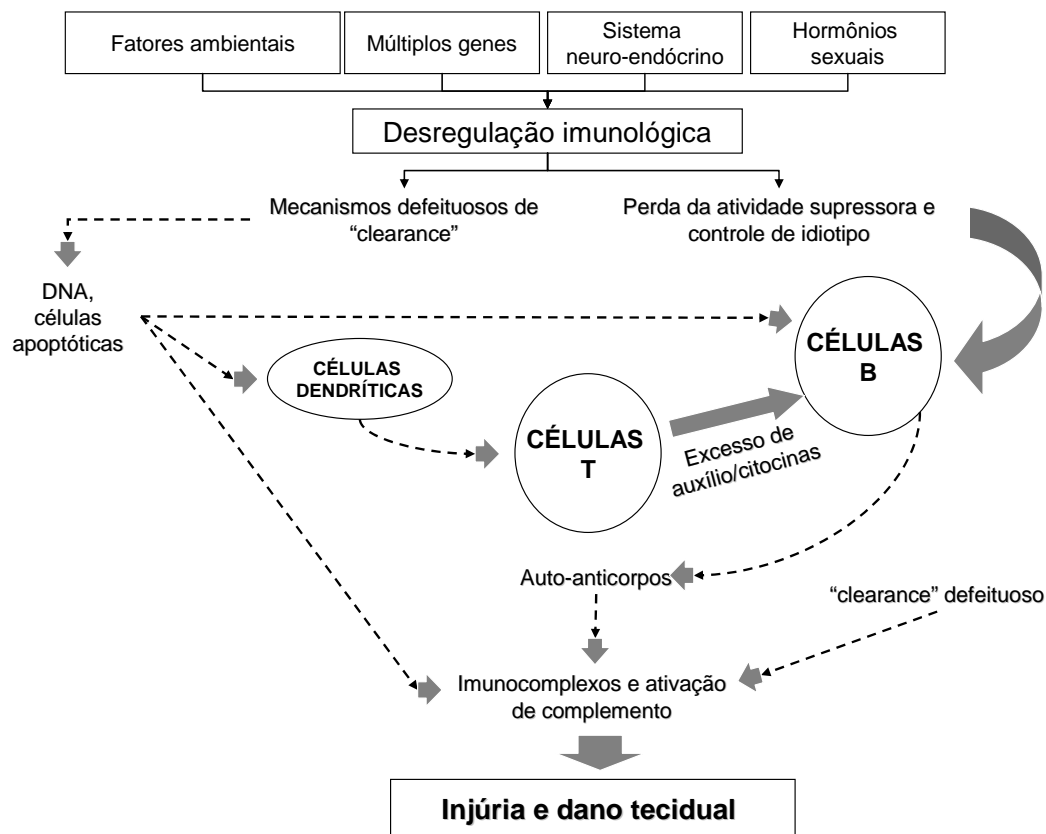 Fatores ambientais
Múltiplos genes
Sistema
neuro-endócrino
Hormônios
sexuais
Desregulação imunológica
Mecanismos defeituosos de
“clearance”
Perda da atividade supressora e
controle de idiotipo
DNA,
células
apoptóticas
CÉLULAS
DENDRÍTICAS
CÉLULAS
T
CÉLULAS
B
Excesso de
auxílio/citocinas
Auto-anticorpos
“clearance” defeituoso
Imunocomplexos e ativação
de complemento
Injúria e dano tecidual